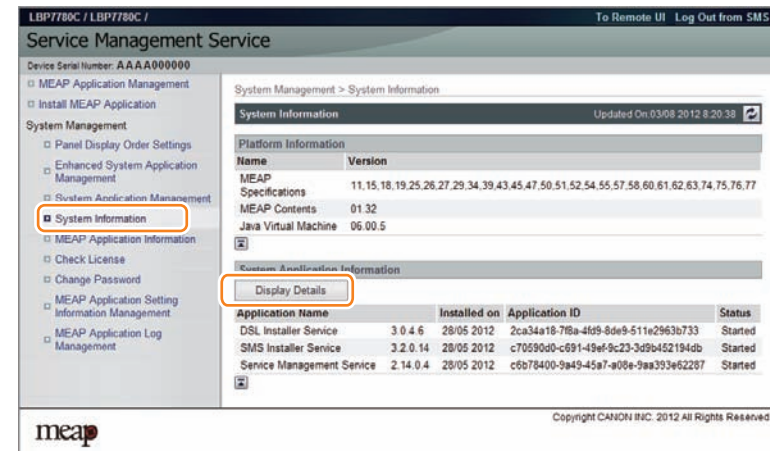 LBP7780C / LBP7780C /
To Remote UI Log Out from SMS
Service Management Service
Device Serial Number: AAAA000000
MEAP Application Management
Install MEAP Application
System Management
Panel Display Order Settings
Enhanced System Application
Management
System Application Management
System Information
MEAP Application Information
Check License
Change Password
MEAP Application Setting
Information Management
MEAP Application Log
Management
System Management > System Information
System Information
Updated On:03/08 2012 8:20:38
Platform Information
Name Version
MEAP
Specifications 11,15,18,19,25,26,27,29,34,39,43,45,47,50,51,52,54,55,57,58,60,61,62,63,74,75,76,77
MEAP Contents 01.32
Java Virtual Machine 06.00.5
System Application Information
Display Details
Application Name Installed on Application ID Status
DSL Installer Service 3.0.4.6 28/05 2012 2ca34a18-7f8a-4fd9-8de9-511e2963b733 Started
SMS Installer Service 3.2.0.14 28/05 2012 c70590d0-c691-49ef-9c23-3d9b452194db Started
Service Management Service 2.14.0.4 28/05 2012 c6b78400-9a49-45a7-a08e-9aa393e62287 Started
meap
Copyright CANON INC. 2012 All Rights Reserved